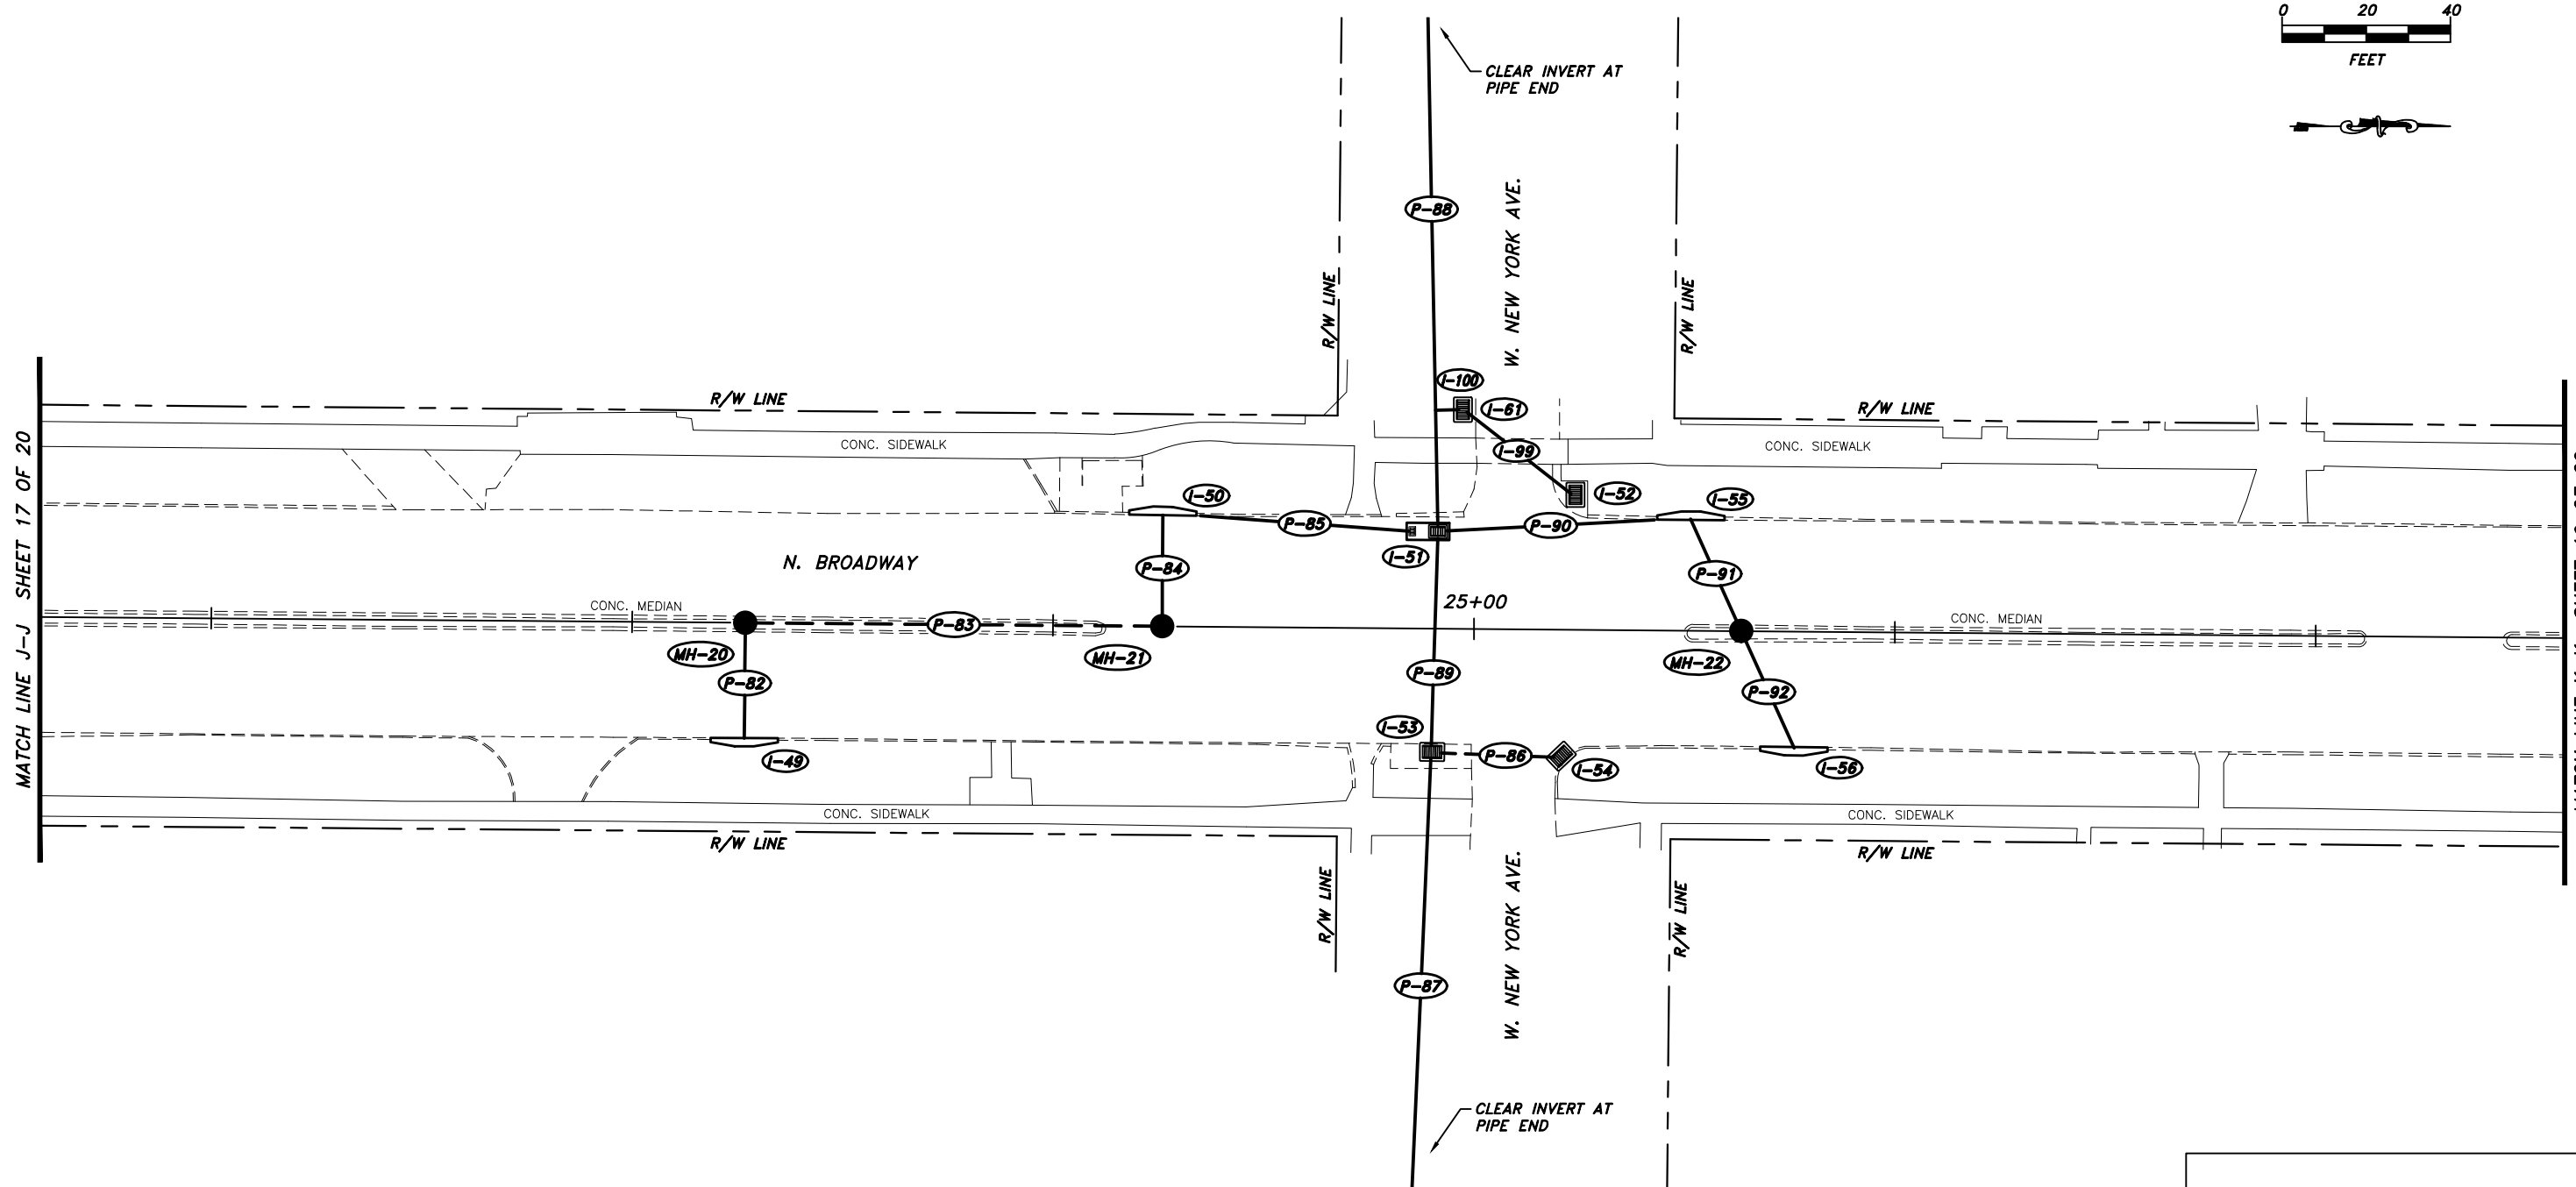 0 20 40
FEET
CLEAR INVERT AT
PIPE END
P-88
W. NEW YORK AVE.
R/W LINE
R/W LINE
I-100
R/W LINE
I-61
R/W LINE
CONC. SIDEWALK
I-99
CONC. SIDEWALK
MATCH LINE J-J SHEET 17 OF 20
I-50
I-52
I-55
P-85
P-90
I-51
N. BROADWAY
P-84
P-91
25+00
CONC. MEDIAN
P-83
CONC. MEDIAN
MH-20
MH-21
MH-22
P-82
P-89
P-92
I-53
I-49
P-86
I-54
I-56
CONC. SIDEWALK
CONC. SIDEWALK
R/W LINE
R/W LINE
R/W LINE
W. NEW YORK AVE.
R/W LINE
P-87
CLEAR INVERT AT
PIPE END